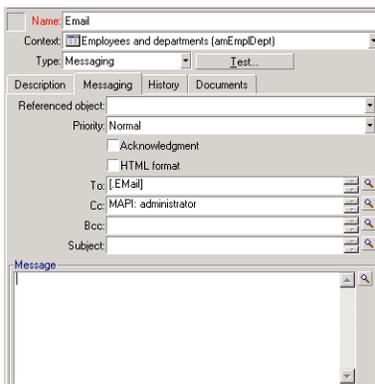 Name: Email
Context: Employees and departments (amEmplDept)
Type: Messaging Test...
Description Messaging History Documents
Referenced object:
Priority: Normal
Acknowledgment
HTML format
To: [.EMail]
Cc: MAPI: administrator
Bcc:
Subject:
Message